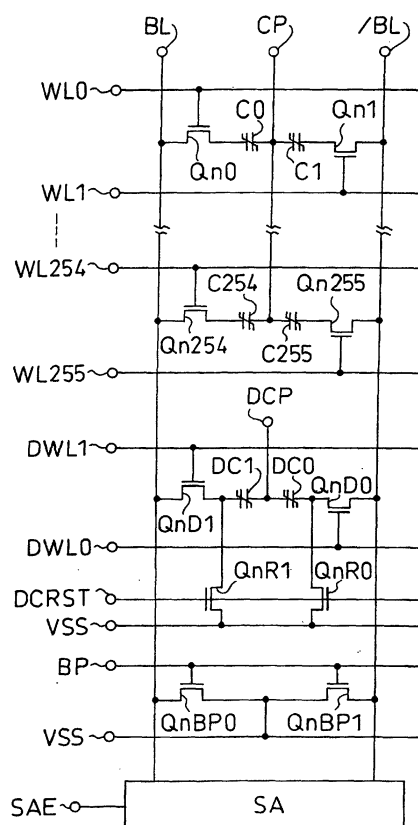 BL CP /BL
WL0
C0 Qn1
Qn0 C1
WL1
WL254
C254 Qn255
Qn254 C255
WL255
DCP
DWL1
DC1 DC0 QnD0
QnD1
DWL0
QnR1 QnR0
DCRST
VSS
BP
QnBP0 QnBP1
VSS
SAE SA